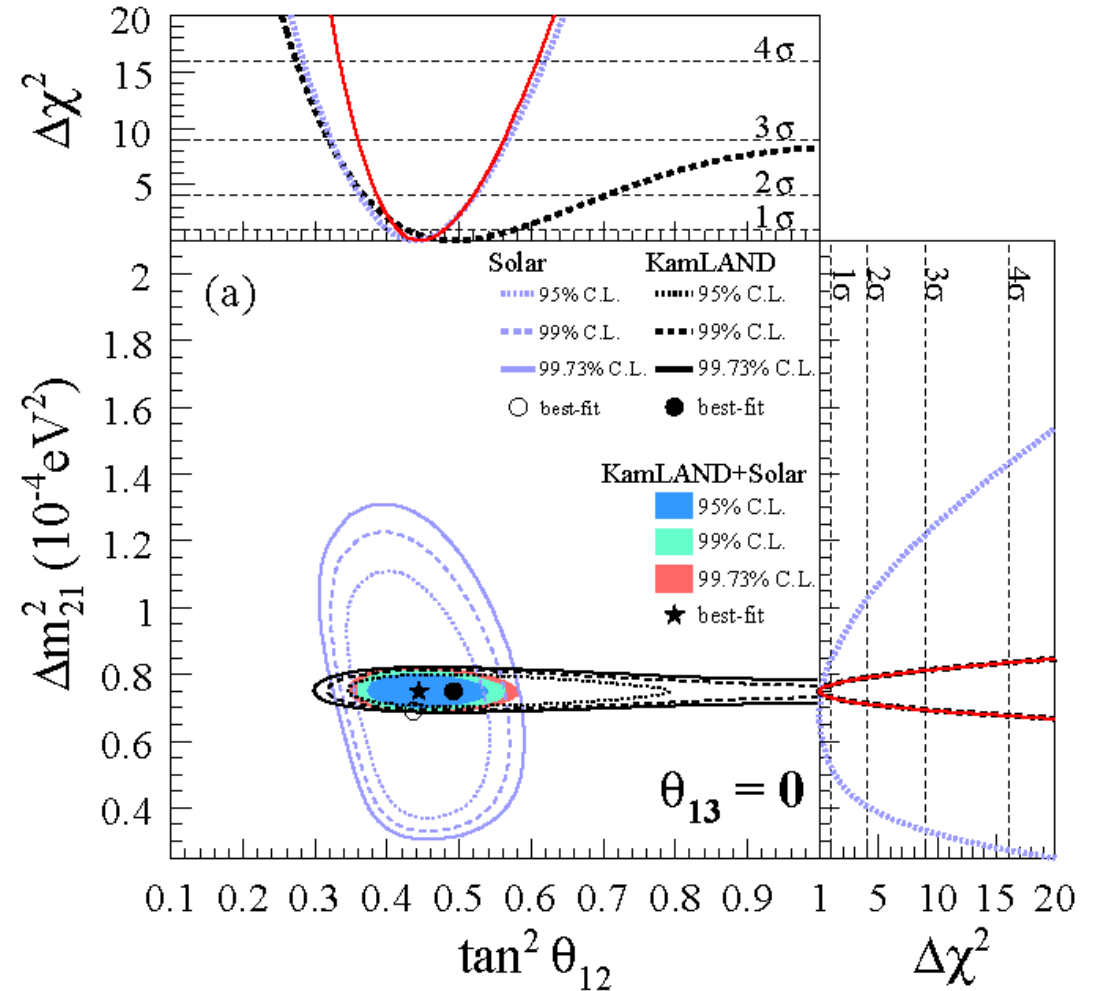 20
15
10
5
Δχ²
4σ
3σ
2σ
1σ
(a)
Solar KamLAND
95% C.L. 95% C.L.
99% C.L. 99% C.L.
99.73% C.L. 99.73% C.L.
best-fit best-fit
KamLAND+Solar
95% C.L.
99% C.L.
99.73% C.L.
best-fit
θ₁₃ = 0
1σ 2σ 3σ 4σ
2
1.8
1.6
1.4
1.2
1
0.8
0.6
0.4
Δm²₂₁ (10⁻⁴eV²)
0.1 0.2 0.3 0.4 0.5 0.6 0.7 0.8 0.9 1 5 10 15 20
tan² θ₁₂ Δχ²